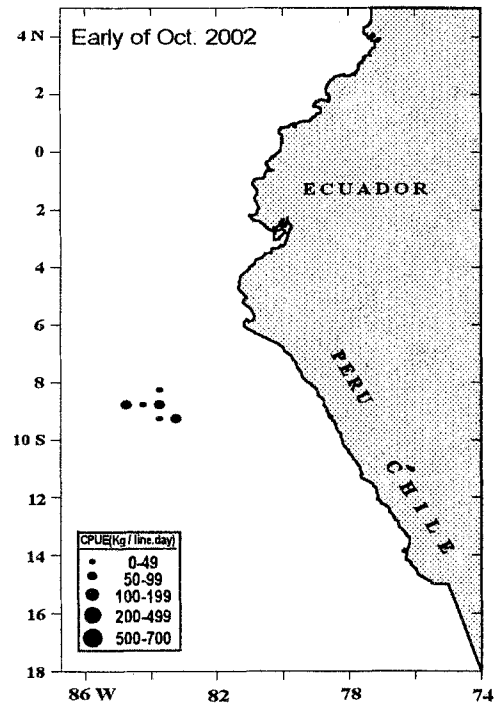 Early of Oct. 2002
4 N
2
0
2
4
6
8
10 S
12
14
16
18
ECUADOR
PERU
CHILE
CPUE(Kg / line.day)
0-49
50-99
100-199
200-499
500-700
86 W
82
78
74